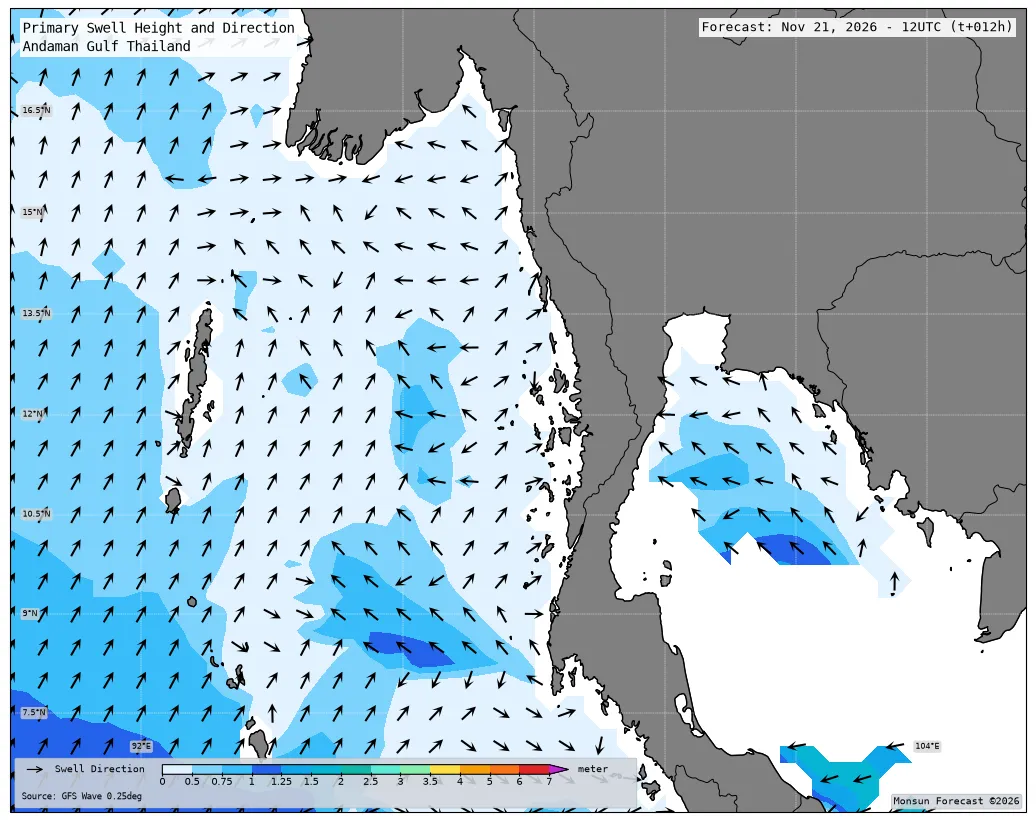 Primary Swell Height and Direction
Andaman Gulf Thailand
Forecast: Nov 21, 2026 - 12UTC (t+012h)
16.5°N
15°N
13.5°N
12°N
10.5°N
9°N
7.5°N
92°E
104°E
Swell Direction
0 0.5 0.75 1 1.25 1.5 2 2.5 3 3.5 4 5 6 7
meter
Source: GFS Wave 0.25deg
Monsun Forecast ©2026